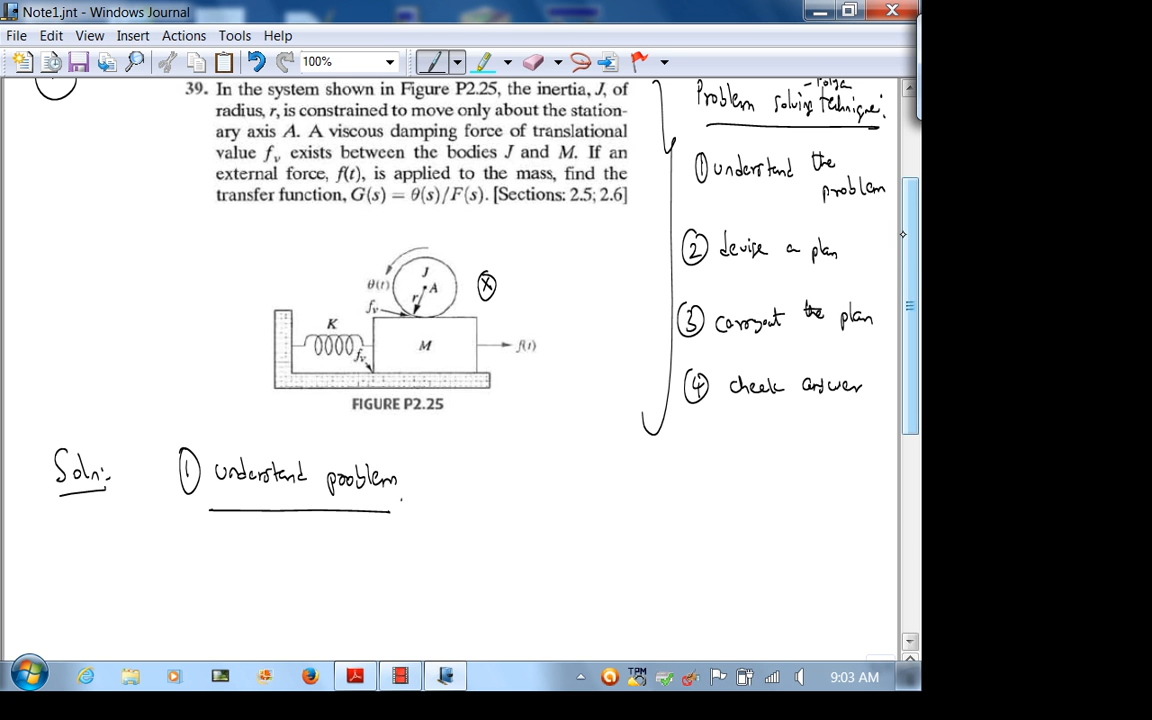 Note1.jnt - Windows Journal
File Edit View Insert Actions Tools Help
100%
39. In the system shown in Figure P2.25, the inertia, J, of
radius, r, is constrained to move only about the station-
ary axis A. A viscous damping force of translational
value fv exists between the bodies J and M. If an
external force, f(t), is applied to the mass, find the
transfer function, G(s) = θ(s)/F(s). [Sections: 2.5; 2.6]
- Polya
Problem solving technique:
① understand the
problem
② devise a plan
③ carryout the plan
④ check answer
J
θ(t)
A
r
fv
K
fv
M
f(t)
FIGURE P2.25
Soln:
① understand problem.
9:03 AM